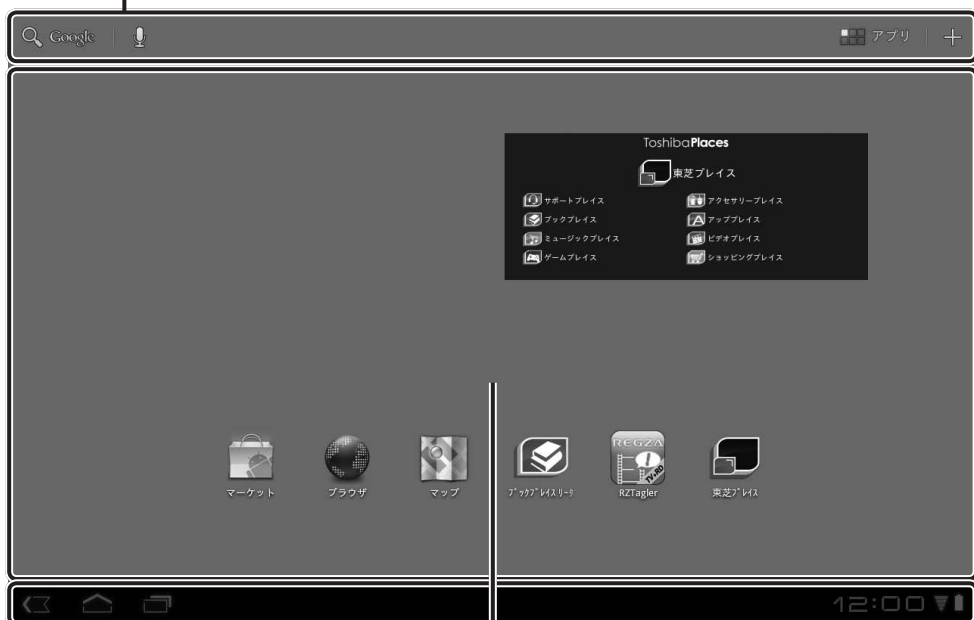 Google
アプリ
ToshibaPlaces
東芝プレイス
サポートプレイス
アクセサリープレイス
ブックプレイス
アッププレイス
ミュージックプレイス
ビデオプレイス
ゲームプレイス
ショッピングプレイス
REGZA
TV&RD
マーケット
ブラウザ
マップ
ブックプレイスリーダ
RZTagler
東芝プレイス
12:00